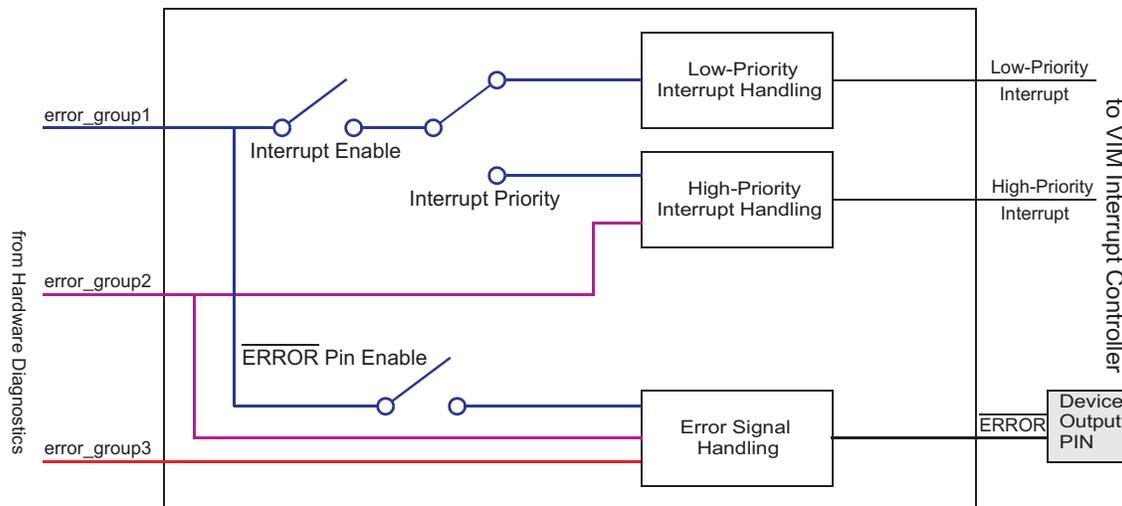 Low-Priority
Interrupt Handling
Low-Priority
Interrupt
error_group1
Interrupt Enable
Interrupt Priority
High-Priority
Interrupt Handling
High-Priority
Interrupt
to VIM Interrupt Controller
from Hardware Diagnostics
error_group2
ERROR Pin Enable
error_group3
Error Signal
Handling
ERROR
Device
Output
PIN